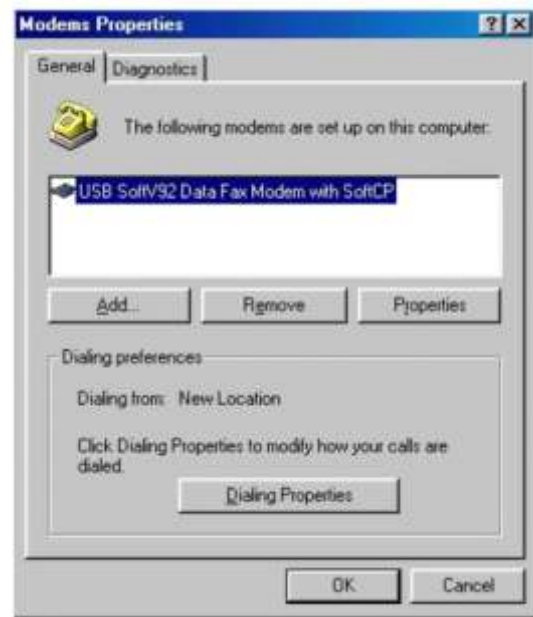 Modems Properties
General
Diagnostics
The following modems are set up on this computer:
USB SoftV92 Data Fax Modem with SoftCP
Add...
Remove
Properties
Dialing preferences
Dialing from: New Location
Click Dialing Properties to modify how your calls are
dialed.
Dialing Properties
OK
Cancel